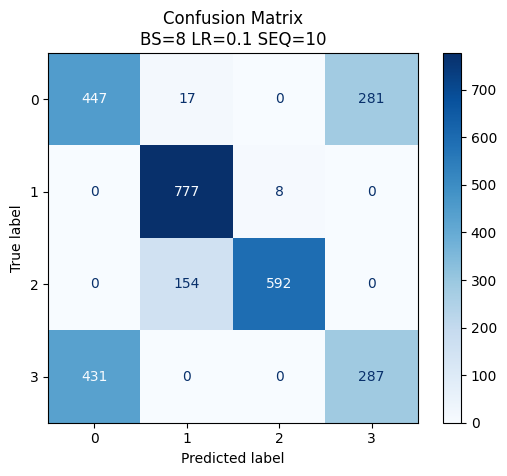 Confusion Matrix
BS=8 LR=0.1 SEQ=10
0 447 17 0 281
1 0 777 8 0
2 0 154 592 0
3 431 0 0 287
0 1 2 3
Predicted label
True label
700
600
500
400
300
200
100
0